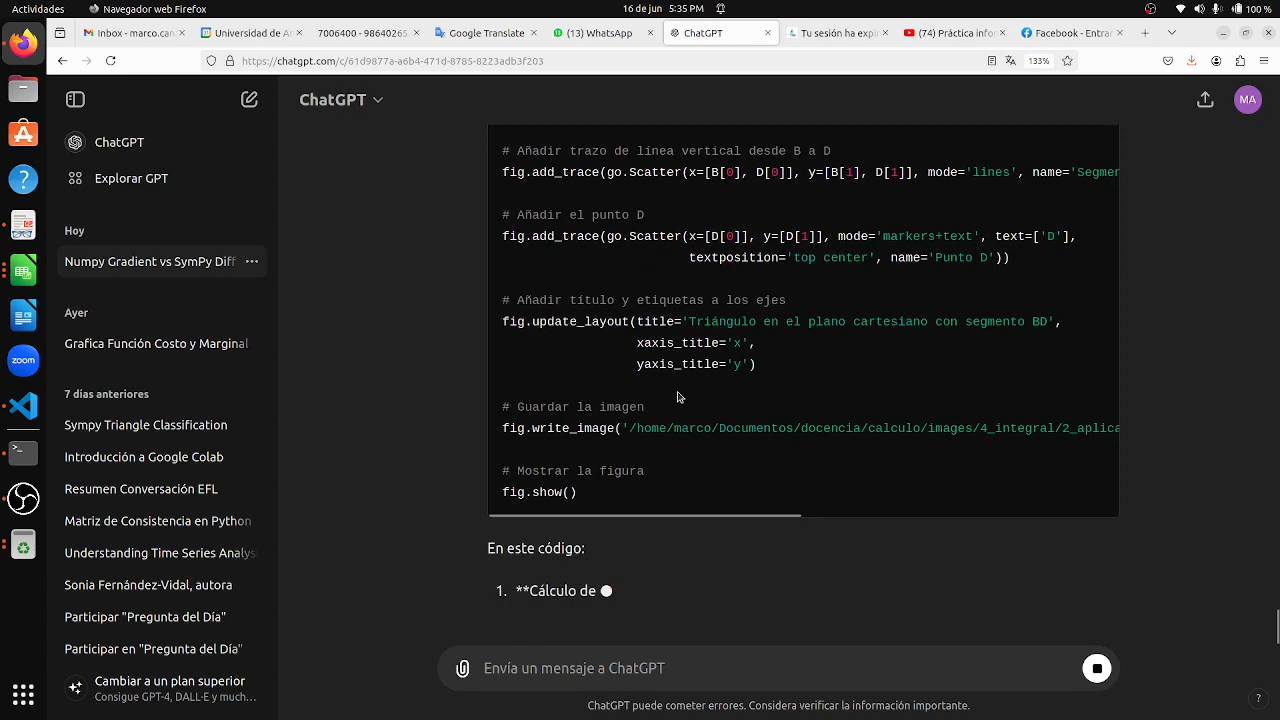 Actividades
Navegador web Firefox
16 de jun 5:35 PM
100 %
Inbox - marco.can
Universidad de An
7006400 - 98640265
Google Translate
(13) WhatsApp
ChatGPT
Tu sesión ha expi
(74) Práctica infor
Facebook - Entrar
https://chatgpt.com/c/61d9877a-a6b4-471d-8785-8223adb3f203
133%
ChatGPT
MA
ChatGPT
Explorar GPT
Hoy
Numpy Gradient vs SymPy Diff
Ayer
Grafica Función Costo y Marginal
7 días anteriores
Sympy Triangle Classification
Introducción a Google Colab
Resumen Conversación EFL
Matriz de Consistencia en Python
Understanding Time Series Analys
Sonia Fernández-Vidal, autora
Participar "Pregunta del Día"
Participar en "Pregunta del Día"
Cambiar a un plan superior
Consigue GPT-4, DALL·E y much...
# Añadir trazo de línea vertical desde B a D
fig.add_trace(go.Scatter(x=[B[0], D[0]], y=[B[1], D[1]], mode='lines', name='Segmen
# Añadir el punto D
fig.add_trace(go.Scatter(x=[D[0]], y=[D[1]], mode='markers+text', text=['D'],
textposition='top center', name='Punto D'))
# Añadir título y etiquetas a los ejes
fig.update_layout(title='Triángulo en el plano cartesiano con segmento BD',
xaxis_title='x',
yaxis_title='y')
# Guardar la imagen
fig.write_image('/home/marco/Documentos/docencia/calculo/images/4_integral/2_aplica
# Mostrar la figura
fig.show()
En este código:
1. **Cálculo de
Envía un mensaje a ChatGPT
ChatGPT puede cometer errores. Considera verificar la información importante.
?
zoom